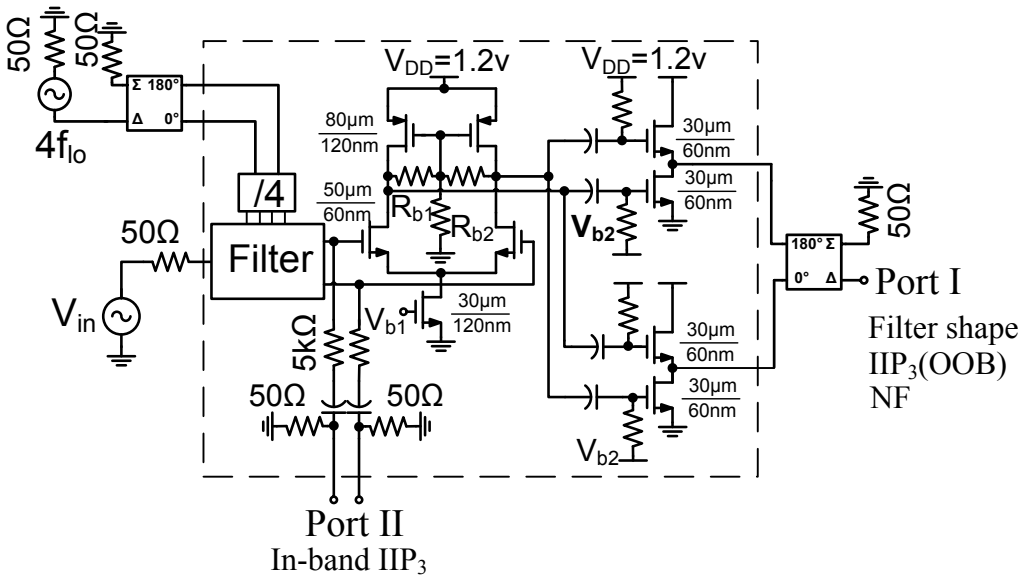 50Ω
50Ω
Σ 180°
Δ 0°
4f_lo
/4
50Ω
Filter
V_in
V_DD=1.2v
80µm
120nm
50µm
60nm
R_b1
R_b2
V_b1
30µm
120nm
5kΩ
50Ω
50Ω
Port II
In-band IIP_3
V_DD=1.2v
30µm
60nm
30µm
60nm
V_b2
30µm
60nm
30µm
60nm
V_b2
50Ω
180° Σ
0° Δ
Port I
Filter shape
IIP_3(OOB)
NF